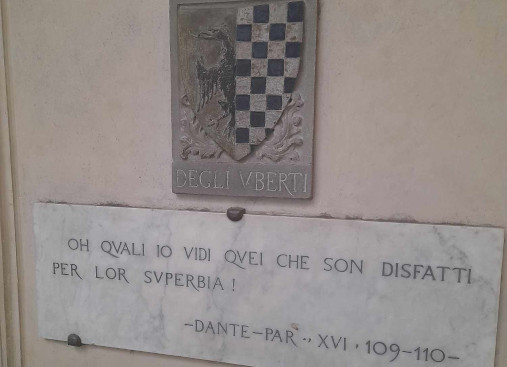 DEGLI VBERTI
OH QVALI IO VIDI QVEI CHE SON DISFATTI
PER LOR SVPERBIA!
-DANTE-PAR., XVI. 109-110-